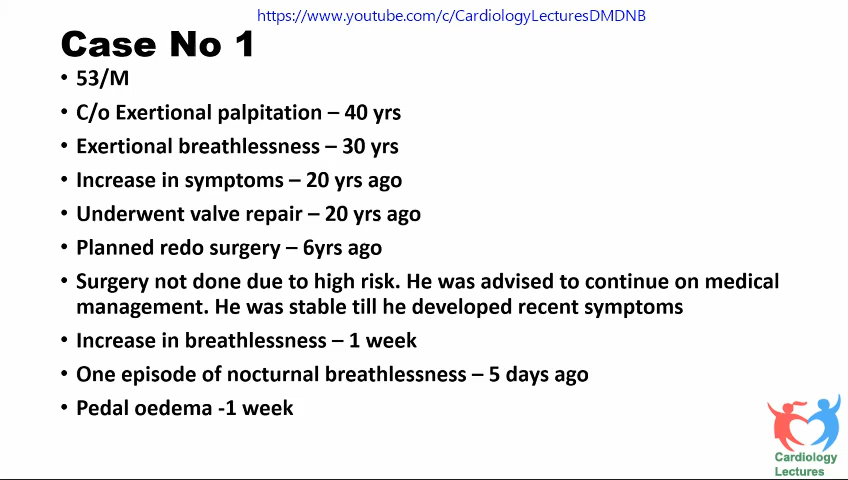 https://www.youtube.com/c/CardiologyLecturesDMDNB
Case No 1
• 53/M
• C/o Exertional palpitation – 40 yrs
• Exertional breathlessness – 30 yrs
• Increase in symptoms – 20 yrs ago
• Underwent valve repair – 20 yrs ago
• Planned redo surgery – 6yrs ago
• Surgery not done due to high risk. He was advised to continue on medical
management. He was stable till he developed recent symptoms
• Increase in breathlessness – 1 week
• One episode of nocturnal breathlessness – 5 days ago
• Pedal oedema -1 week
Cardiology
Lectures